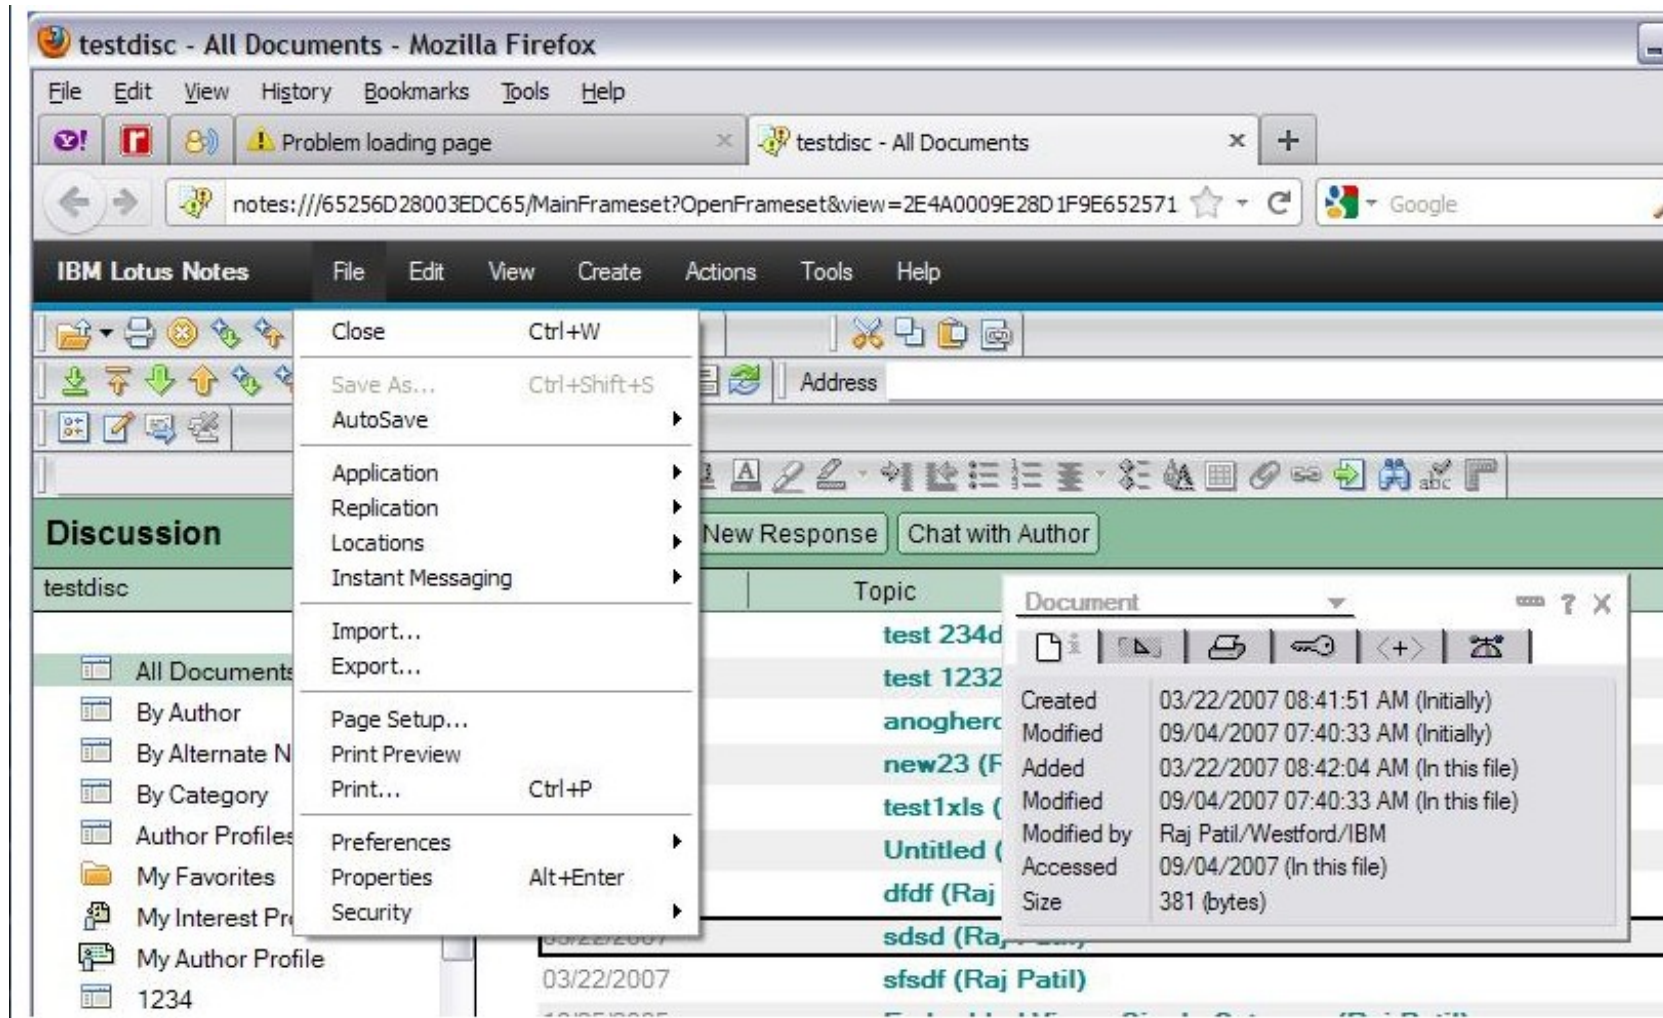 testdisc - All Documents - Mozilla Firefox
File Edit View History Bookmarks Tools Help
Problem loading page testdisc - All Documents
notes:///65256D28003EDC65/MainFrameset?OpenFrameset&view=2E4A0009E28D1F9E652571 Google
IBM Lotus Notes File Edit View Create Actions Tools Help
Close Ctrl+W
Save As... Ctrl+Shift+S
Address
AutoSave
Application
Replication
Locations
Instant Messaging
Import...
Export...
Page Setup...
Print Preview
Print... Ctrl+P
Preferences
Properties Alt+Enter
Security
Discussion
New Response Chat with Author
testdisc
Topic
All Documents
By Author
By Alternate N
By Category
Author Profiles
My Favorites
My Interest Pro
My Author Profile
1234
test 234d
test 1232
anogherd
new23 (R
test1xls (
Untitled (
dfdf (Raj
03/22/2007 sdsd (Raj Patil)
03/22/2007 sfsdf (Raj Patil)
Document
Created 03/22/2007 08:41:51 AM (Initially)
Modified 09/04/2007 07:40:33 AM (Initially)
Added 03/22/2007 08:42:04 AM (In this file)
Modified 09/04/2007 07:40:33 AM (In this file)
Modified by Raj Patil/Westford/IBM
Accessed 09/04/2007 (In this file)
Size 381 (bytes)